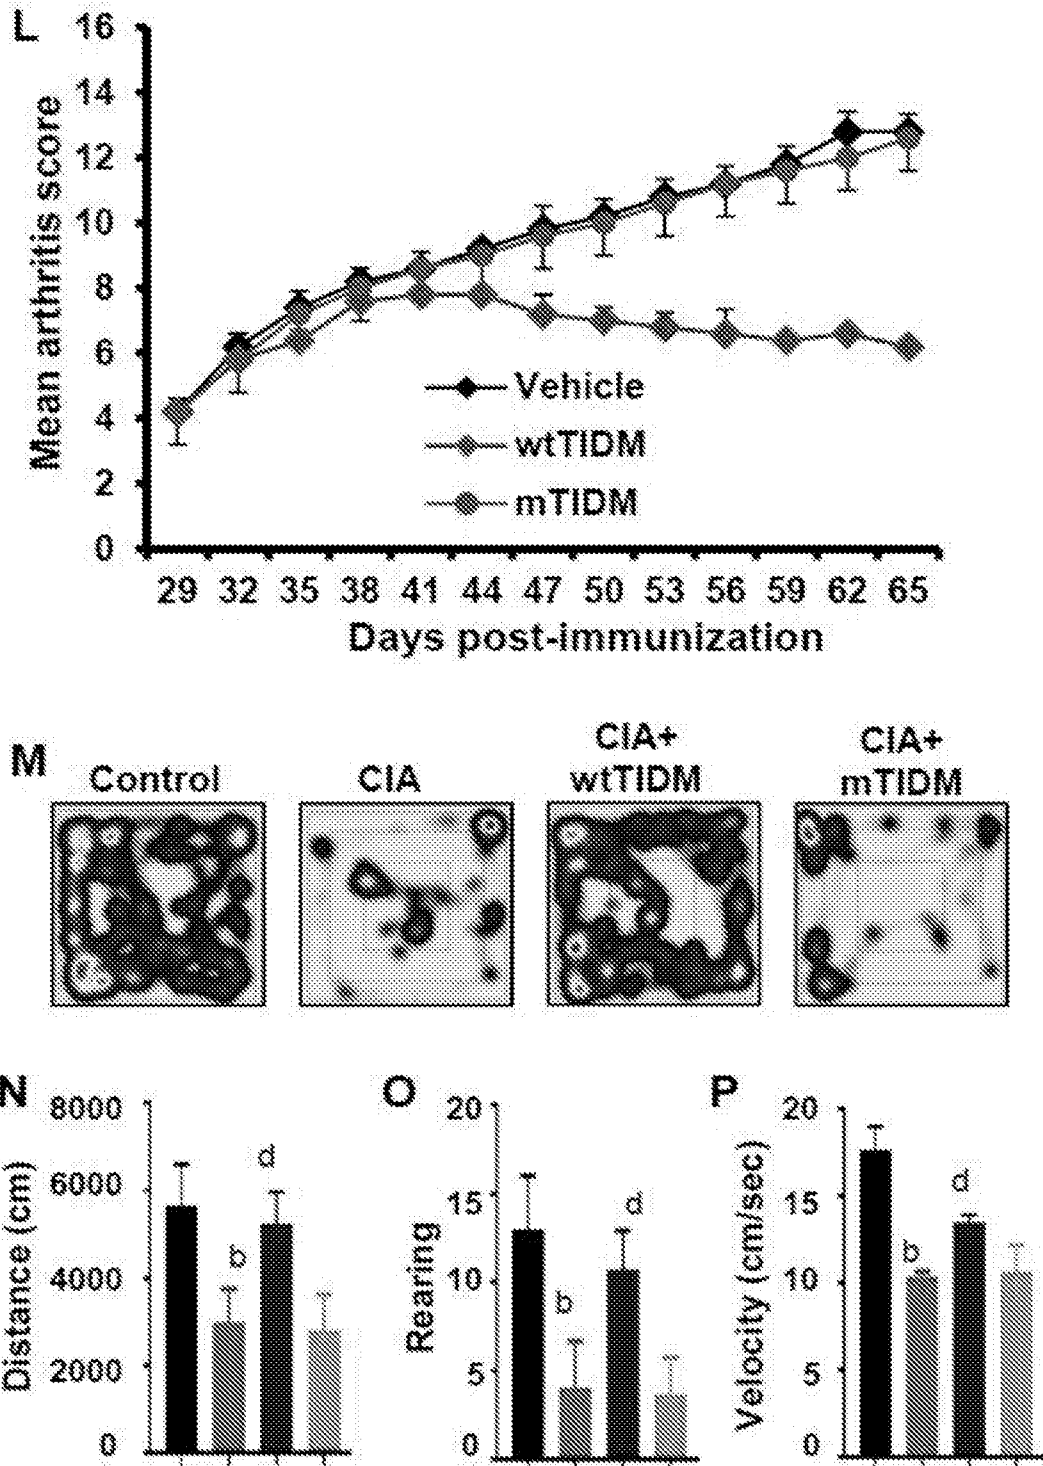 L
16
14
12
10
8
6
4
2
0
Mean arthritis score
Vehicle
wtTIDM
mTIDM
29 32 35 38 41 44 47 50 53 56 59 62 65
Days post-immunization
M
Control
CIA
CIA+
wtTIDM
CIA+
mTIDM
N
8000
6000
4000
2000
0
Distance (cm)
b
d
O
20
15
10
5
0
Rearing
b
d
P
20
15
10
5
0
Velocity (cm/sec)
b
d